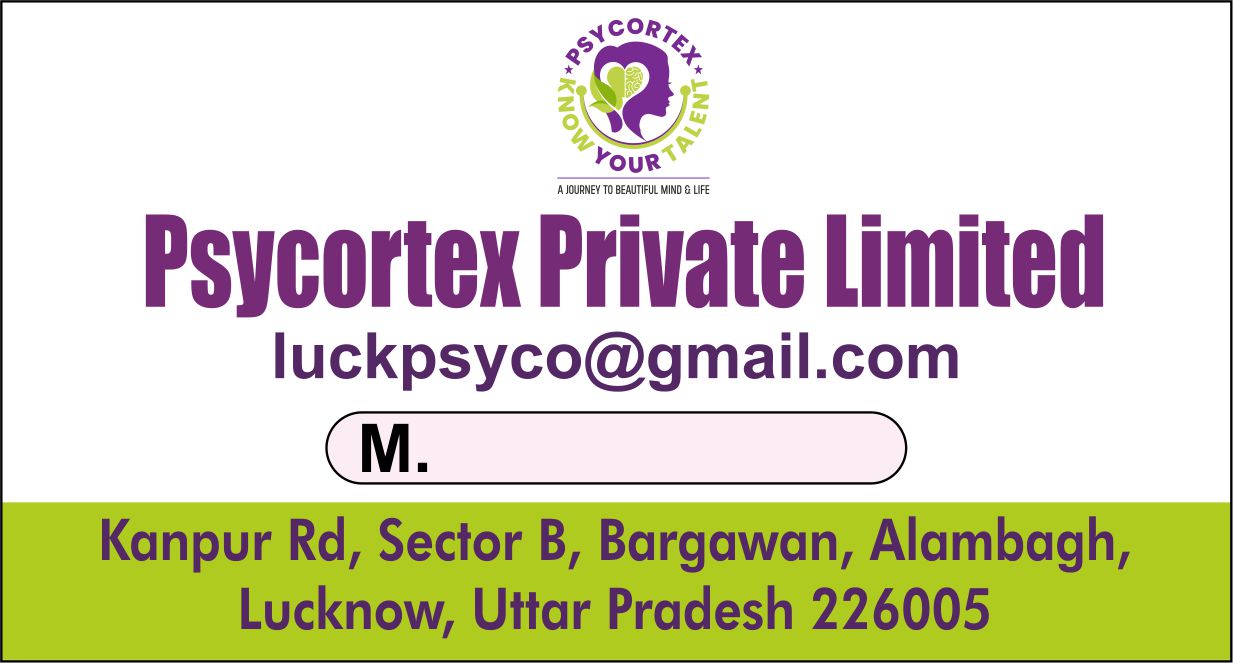 PSYCORTEX
KNOW YOUR TALENT
A JOURNEY TO BEAUTIFUL MIND & LIFE
Psycortex Private Limited
luckpsyco@gmail.com
M.
Kanpur Rd, Sector B, Bargawan, Alambagh,
Lucknow, Uttar Pradesh 226005